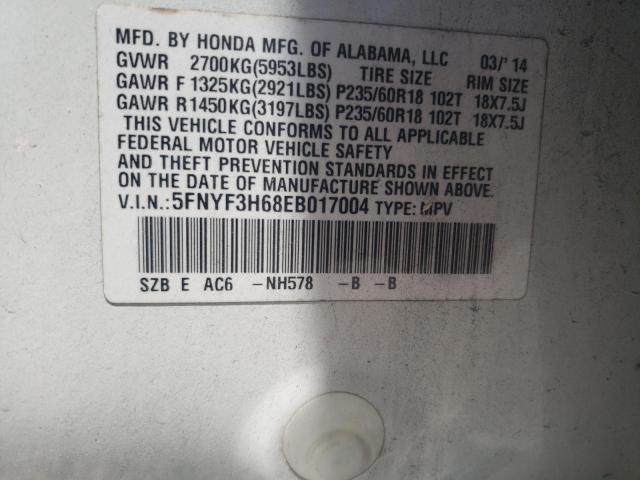 MFD. BY HONDA MFG. OF ALABAMA, LLC 03/'14
GVWR 2700KG(5953LBS) TIRE SIZE RIM SIZE
GAWR F 1325KG(2921LBS) P235/60R18 102T 18X7.5J
GAWR R1450KG(3197LBS) P235/60R18 102T 18X7.5J
THIS VEHICLE CONFORMS TO ALL APPLICABLE
FEDERAL MOTOR VEHICLE SAFETY
AND THEFT PREVENTION STANDARDS IN EFFECT
ON THE DATE OF MANUFACTURE SHOWN ABOVE.
V.I.N.:5FNYF3H68EB017004 TYPE: MPV
SZB E AC6 -NH578 -B -B